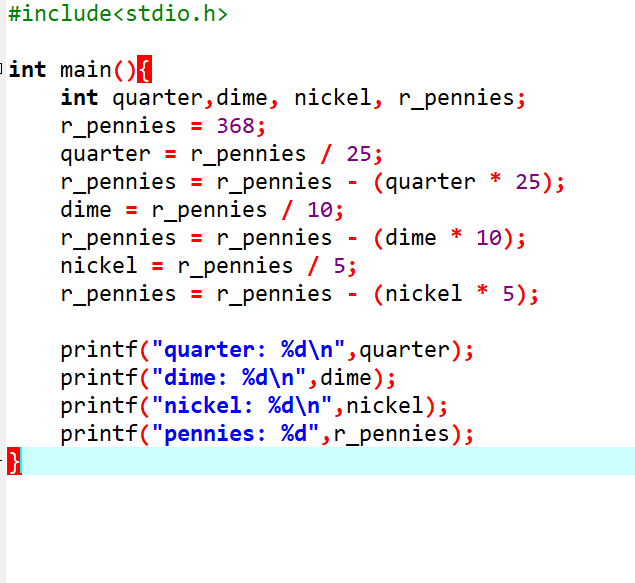 #include<stdio.h>
int main(){
int quarter,dime, nickel, r_pennies;
r_pennies = 368;
quarter = r_pennies / 25;
r_pennies = r_pennies - (quarter * 25);
dime = r_pennies / 10;
r_pennies = r_pennies - (dime * 10);
nickel = r_pennies / 5;
r_pennies = r_pennies - (nickel * 5);
printf("quarter: %d\n",quarter);
printf("dime: %d\n",dime);
printf("nickel: %d\n",nickel);
printf("pennies: %d",r_pennies);
}